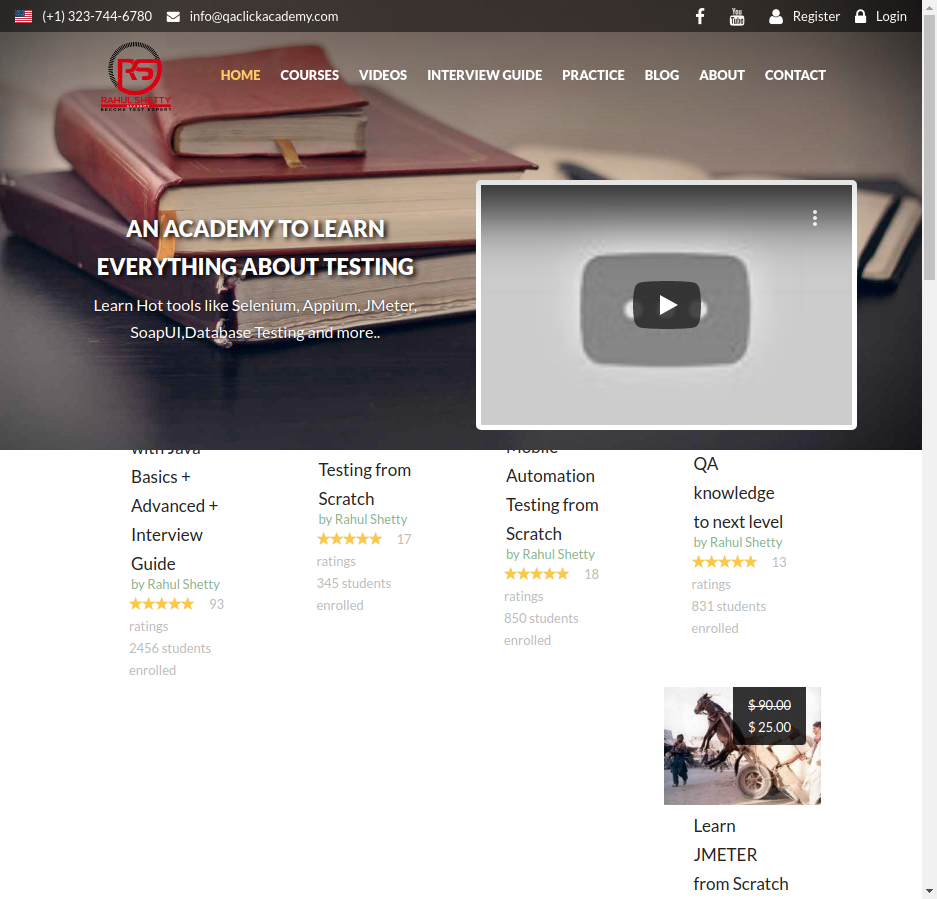 (+1) 323-744-6780 info@qaclickacademy.com Register Login
RAHUL SHETTY
ACADEMY
BECOME TEST EXPERT
HOME COURSES VIDEOS INTERVIEW GUIDE PRACTICE BLOG ABOUT CONTACT
AN ACADEMY TO LEARN
EVERYTHING ABOUT TESTING
Learn Hot tools like Selenium, Appium, JMeter,
SoapUI,Database Testing and more..
with Java
Basics +
Advanced +
Interview
Guide
by Rahul Shetty
93
ratings
2456 students
enrolled
Testing from
Scratch
by Rahul Shetty
17
ratings
345 students
enrolled
Mobile
Automation
Testing from
Scratch
by Rahul Shetty
18
ratings
850 students
enrolled
QA
knowledge
to next level
by Rahul Shetty
13
ratings
831 students
enrolled
$ 90.00
$ 25.00
Learn
JMETER
from Scratch